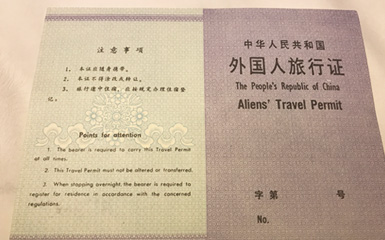 注意事项
1. 本证应随身携带。
2. 本证不得涂改或转让。
3. 旅行途中住宿，应按规定办理住宿登
记。
Points for attention
1. The bearer is required to carry this Travel Permit
at all times.
2. This Travel Permit must not be altered or transferred.
3. When stopping overnight the bearer is required to
register for residence in accordance with the concerned
regulations.
中华人民共和国
外国人旅行证
The People's Republic of China
Aliens' Travel Permit
字第 号
No.